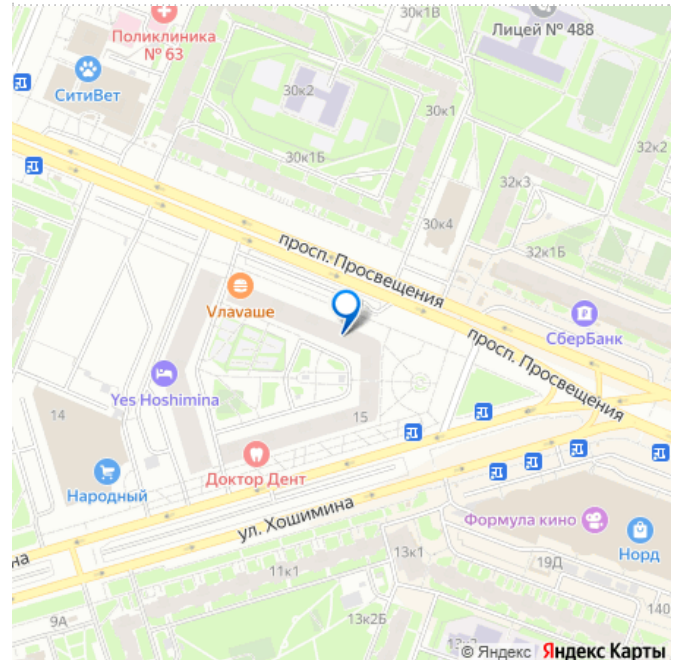 30к1В
Лицей № 488
Поликлиника
№ 63
СитиВет
30к2
30к1
30к1Б
32к2
32к3
30к4
32к1Б
просп. Просвещения
Vлаvаше
СберБанк
просп. Просвещения
Yes Hoshimina
14
15
Доктор Дент
Народный
ул. Хошимина
Формула кино
Норд
на
13к1
19Д
11к1
140
9А
13к2Б
© Яндекс Яндекс Карты